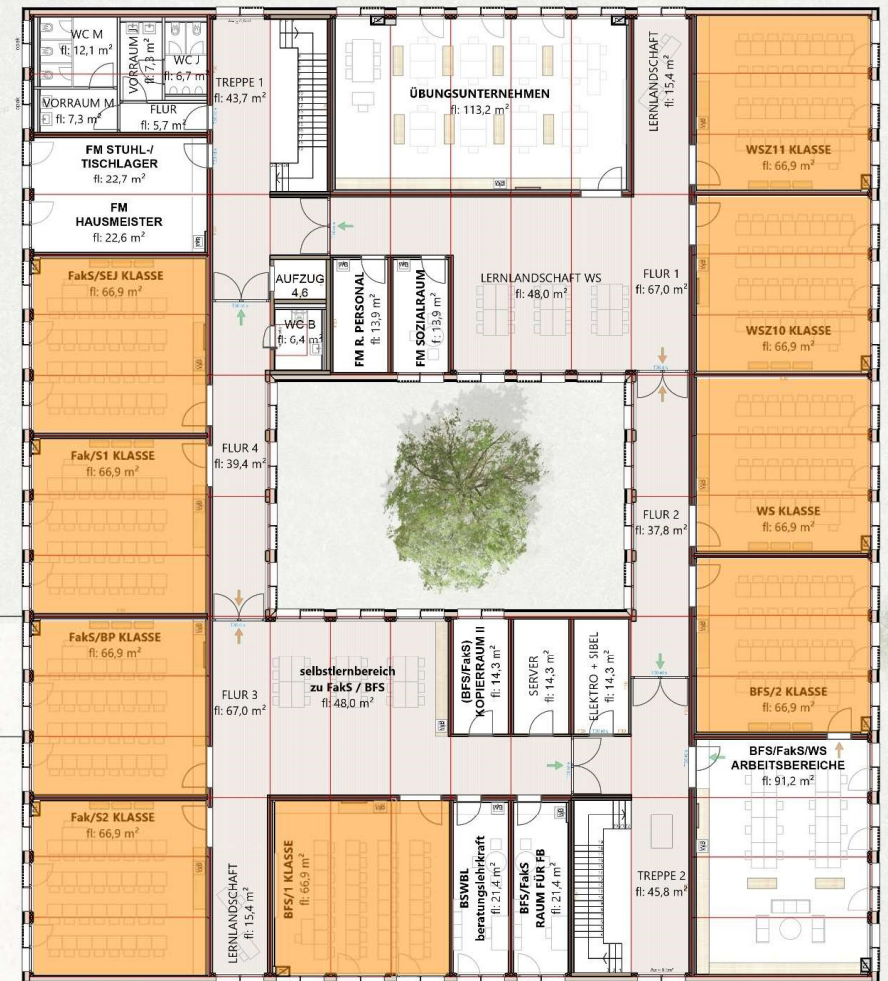 WC M
fl: 12,1 m²
VORRAUM J
fl: 7,3 m²
WC J
fl: 6,7 m²
VORRAUM M
fl: 7,3 m²
FLUR
fl: 5,7 m²
TREPPE 1
fl: 43,7 m²
ÜBUNGSUNTERNEHMEN
fl: 113,2 m²
LERNLANDSCHAFT
fl: 15,4 m²
WSZ11 KLASSE
fl: 66,9 m²
FM STUHL-/
TISCHLAGER
fl: 22,7 m²
FM
HAUSMEISTER
fl: 22,6 m²
FakS/SEJ KLASSE
fl: 66,9 m²
AUFZUG
4,6
WC B
fl: 6,4 m²
FM R. PERSONAL
fl: 13,9 m²
FM SOZIALRAUM
fl: 13,9 m²
LERNLANDSCHAFT WS
fl: 48,0 m²
FLUR 1
fl: 67,0 m²
WSZ10 KLASSE
fl: 66,9 m²
Fak/S1 KLASSE
fl: 66,9 m²
FLUR 4
fl: 39,4 m²
FLUR 2
fl: 37,8 m²
WS KLASSE
fl: 66,9 m²
FakS/BP KLASSE
fl: 66,9 m²
FLUR 3
fl: 67,0 m²
selbstlernbereich
zu FakS / BFS
fl: 48,0 m²
(BFS/FakS)
KOPIERRAUM II
fl: 14,3 m²
SERVER
fl: 14,3 m²
ELEKTRO + SIBEL
fl: 14,3 m²
BFS/2 KLASSE
fl: 66,9 m²
BFS/FakS/WS
ARBEITSBEREICHE
fl: 91,2 m²
Fak/S2 KLASSE
fl: 66,9 m²
LERNLANDSCHAFT
fl: 15,4 m²
BFS/1 KLASSE
fl: 66,9 m²
BSWBL
beratungslehrkraft
fl: 21,4 m²
BFS/FakS
RAUM FÜR FB
fl: 21,4 m²
TREPPE 2
fl: 45,8 m²